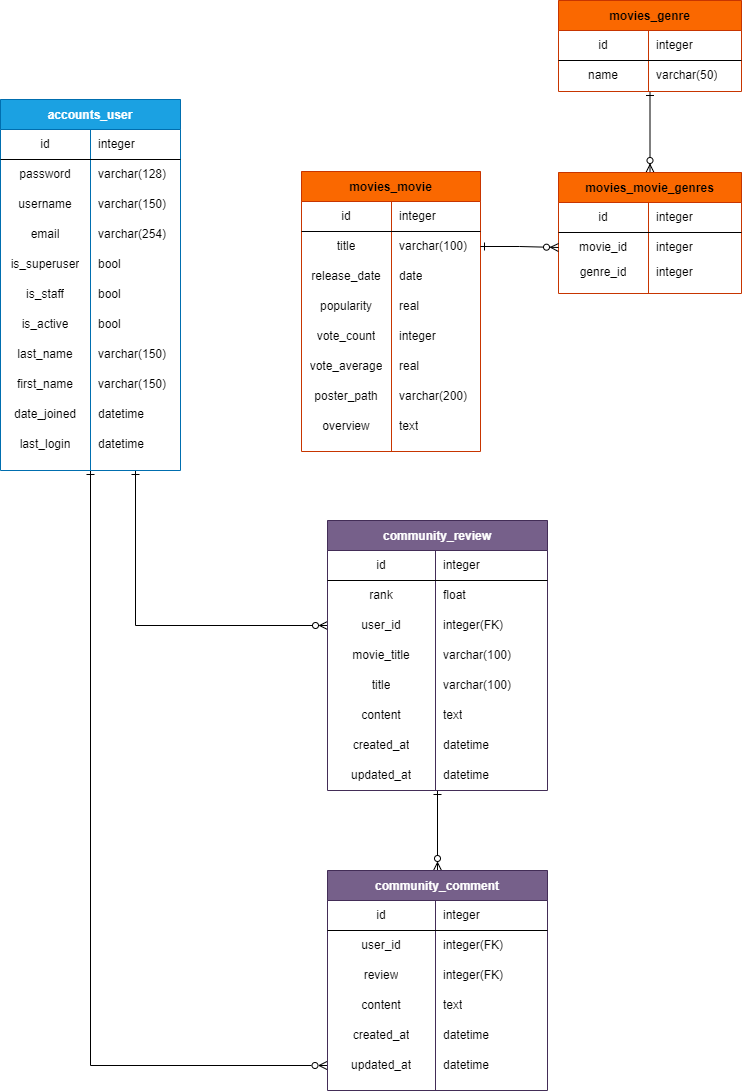 movies_genre
id integer
name varchar(50)
accounts_user
id integer
password varchar(128)
username varchar(150)
email varchar(254)
is_superuser bool
is_staff bool
is_active bool
last_name varchar(150)
first_name varchar(150)
date_joined datetime
last_login datetime
movies_movie
id integer
title varchar(100)
release_date date
popularity real
vote_count integer
vote_average real
poster_path varchar(200)
overview text
movies_movie_genres
id integer
movie_id integer
genre_id integer
community_review
id integer
rank float
user_id integer(FK)
movie_title varchar(100)
title varchar(100)
content text
created_at datetime
updated_at datetime
community_comment
id integer
user_id integer(FK)
review integer(FK)
content text
created_at datetime
updated_at datetime